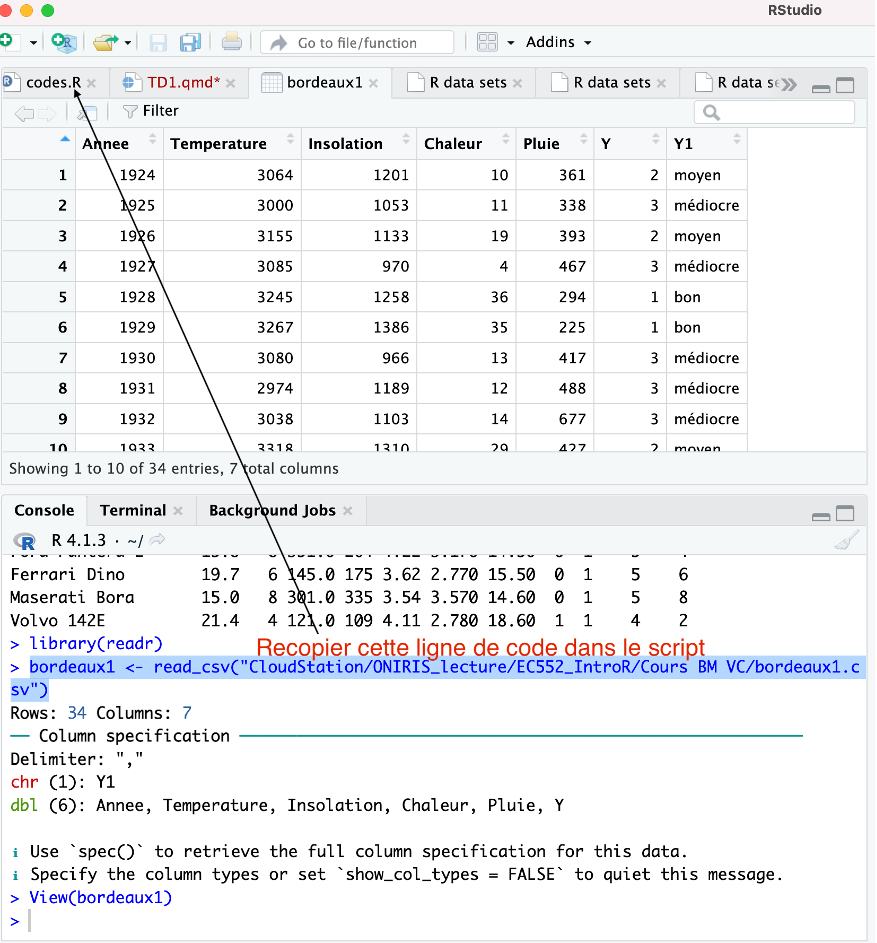 RStudio
Go to file/function Addins
codes.R TD1.qmd* bordeaux1 R data sets R data sets R data se
Filter
Annee Temperature Insolation Chaleur Pluie Y Y1
1 1924 3064 1201 10 361 2 moyen
2 1925 3000 1053 11 338 3 médiocre
3 1926 3155 1133 19 393 2 moyen
4 1927 3085 970 4 467 3 médiocre
5 1928 3245 1258 36 294 1 bon
6 1929 3267 1386 35 225 1 bon
7 1930 3080 966 13 417 3 médiocre
8 1931 2974 1189 12 488 3 médiocre
9 1932 3038 1103 14 677 3 médiocre
10 1933 3318 1310 29 427 2 moyen
Showing 1 to 10 of 34 entries, 7 total columns
Console Terminal Background Jobs
R 4.1.3 · ~/
Ferrari Dino 19.7 6 145.0 175 3.62 2.770 15.50 0 1 5 6
Maserati Bora 15.0 8 301.0 335 3.54 3.570 14.60 0 1 5 8
Volvo 142E 21.4 4 121.0 109 4.11 2.780 18.60 1 1 4 2
> library(readr)
Recopier cette ligne de code dans le script
> bordeaux1 <- read_csv("CloudStation/ONIRIS_lecture/EC552_IntroR/Cours BM VC/bordeaux1.c
sv")
Rows: 34 Columns: 7
── Column specification ──────────
Delimiter: ","
chr (1): Y1
dbl (6): Annee, Temperature, Insolation, Chaleur, Pluie, Y
ℹ Use `spec()` to retrieve the full column specification for this data.
ℹ Specify the column types or set `show_col_types = FALSE` to quiet this message.
> View(bordeaux1)
>